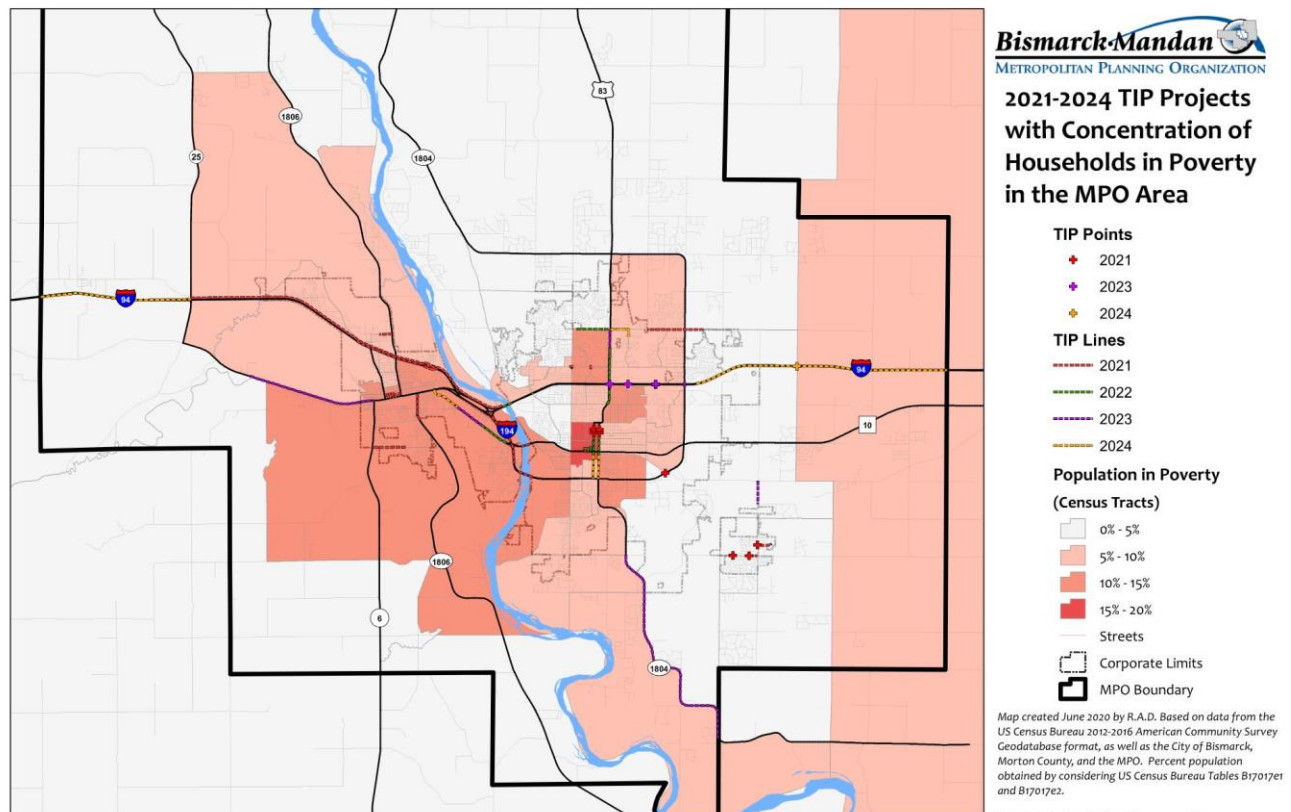 Bismarck-Mandan
METROPOLITAN PLANNING ORGANIZATION
2021-2024 TIP Projects
with Concentration of
Households in Poverty
in the MPO Area
TIP Points
2021
2023
2024
TIP Lines
2021
2022
2023
2024
Population in Poverty
(Census Tracts)
0% - 5%
5% - 10%
10% - 15%
15% - 20%
Streets
Corporate Limits
MPO Boundary
Map created June 2020 by R.A.D. Based on data from the
US Census Bureau 2012-2016 American Community Survey
Geodatabase format, as well as the City of Bismarck,
Morton County, and the MPO. Percent population
obtained by considering US Census Bureau Tables B17017e1
and B17017e2.
83
1806
25
1804
94
94
10
194
1806
6
1804